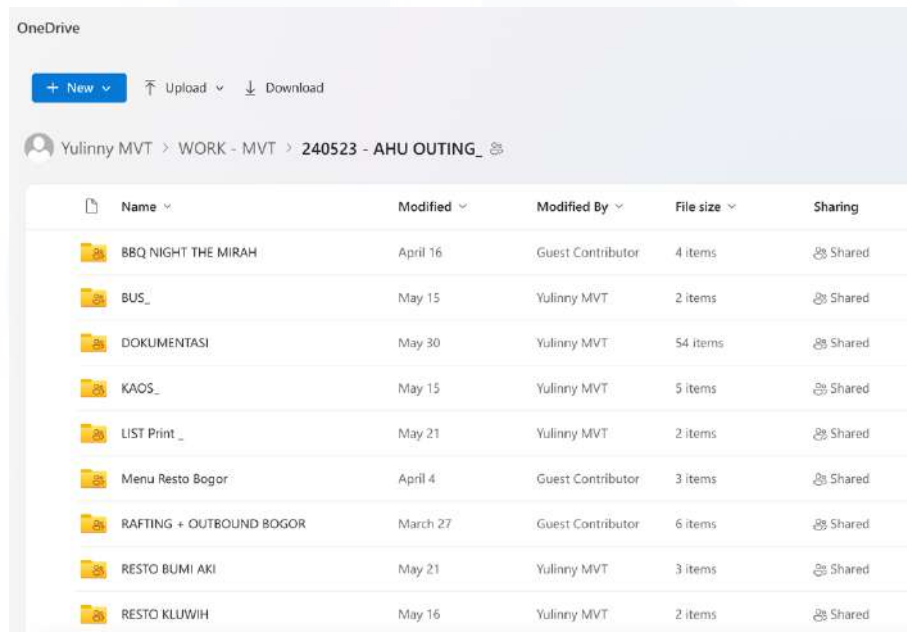 OneDrive
+ New Upload Download
Yulinny MVT > WORK - MVT > 240523 - AHU OUTING_
Name Modified Modified By File size Sharing
BBQ NIGHT THE MIRAH April 16 Guest Contributor 4 items Shared
BUS_ May 15 Yulinny MVT 2 items Shared
DOKUMENTASI May 30 Yulinny MVT 54 items Shared
KAOS_ May 15 Yulinny MVT 5 items Shared
LIST Print _ May 21 Yulinny MVT 2 items Shared
Menu Resto Bogor April 4 Guest Contributor 3 items Shared
RAFTING + OUTBOUND BOGOR March 27 Guest Contributor 6 items Shared
RESTO BUMI AKI May 21 Yulinny MVT 3 items Shared
RESTO KLUWIH May 16 Yulinny MVT 2 items Shared